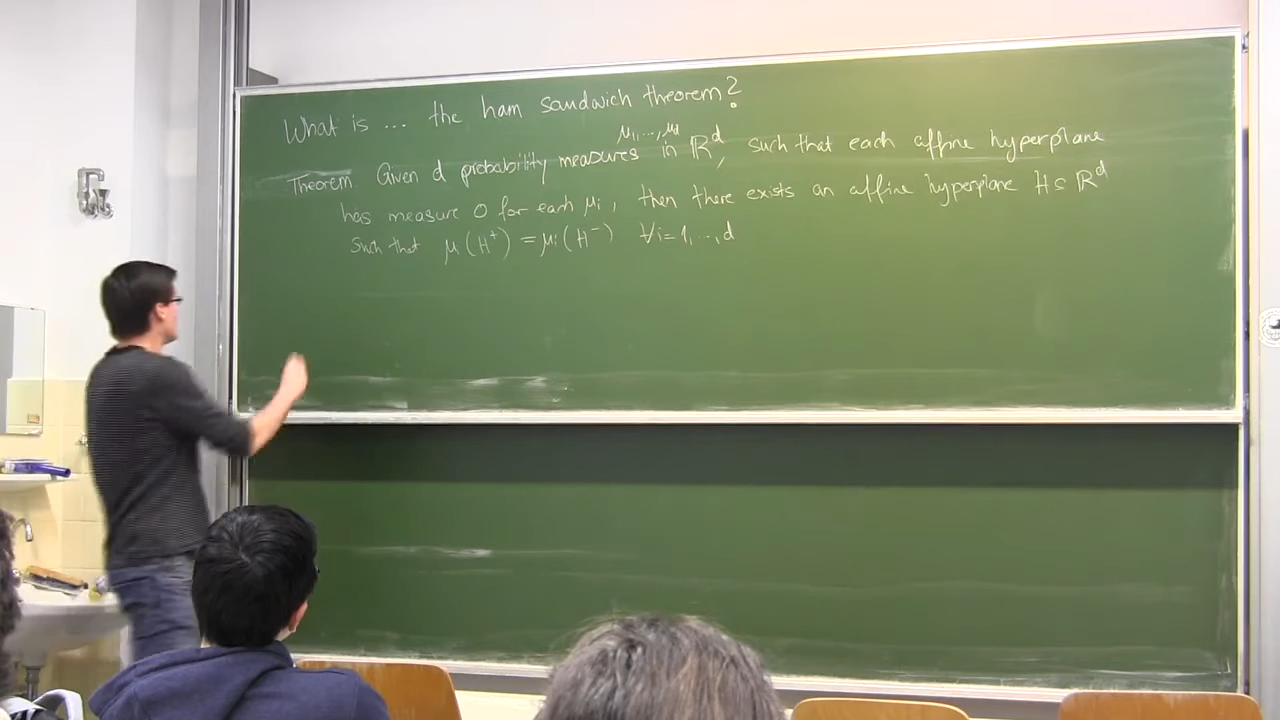 What is ... the ham sandwich theorem?
μ1,...,μd
Theorem Given d probability measures in ℝ^d, such that each affine hyperplane
has measure 0 for each μi, then there exists an affine hyperplane H ⊆ ℝ^d
such that μ(H⁺) = μi(H⁻) ∀i=1,...,d